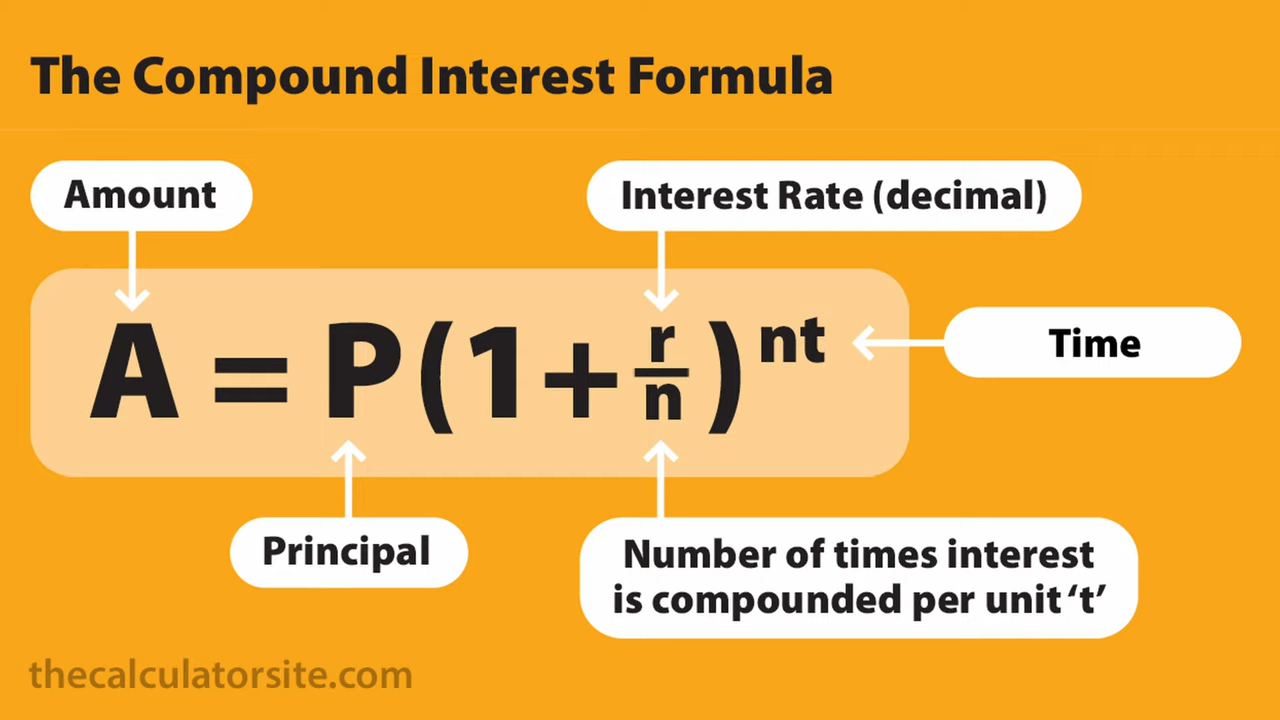 The Compound Interest Formula
Amount
Interest Rate (decimal)
A = P(1+r/n)^nt
Time
Principal
Number of times interest
is compounded per unit ‘t’
thecalculatorsite.com